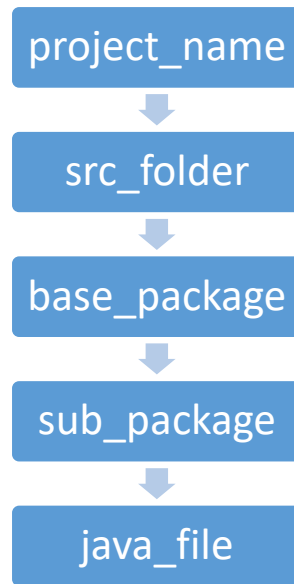 project_name
src_folder
base_package
sub_package
java_file